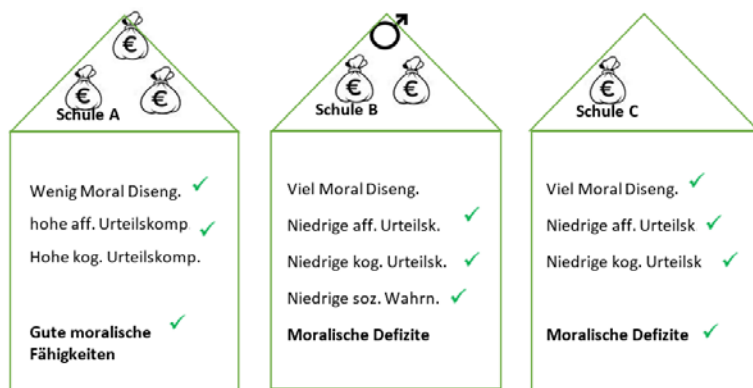 €
€
€
Schule A
Wenig Moral Diseng.
hohe aff. Urteilskomp
Hohe kog. Urteilskomp.
Gute moralische
Fähigkeiten
€
€
Schule B
Viel Moral Diseng.
Niedrige aff. Urteilsk.
Niedrige kog. Urteilsk.
Niedrige soz. Wahrn.
Moralische Defizite
€
Schule C
Viel Moral Diseng.
Niedrige aff. Urteilsk
Niedrige kog. Urteilsk
Moralische Defizite